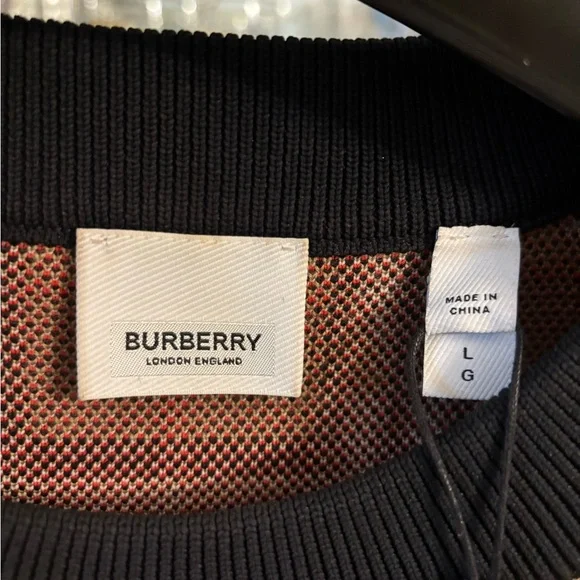 BURBERRY
LONDON ENGLAND
MADE IN
CHINA
L
G